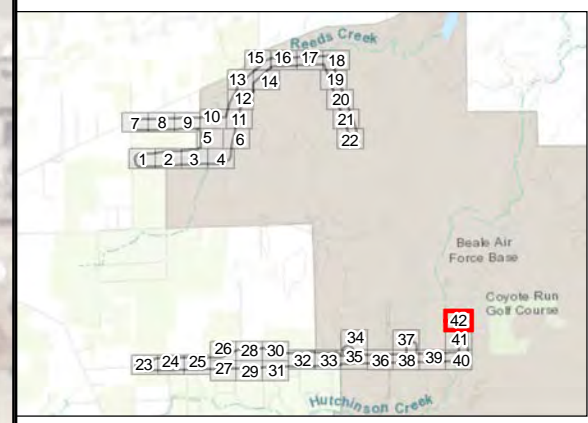 15 16 17 18
Reeds Creek
13 14 19
12 20
7 8 9 10 11 21
5 6 22
1 2 3 4
Beale Air
Force Base
Coyote Run
Golf Course
42
34 37 41
26 28 30
23 24 25 32 33 35 36 38 39 40
27 29 31
Hutchinson Creek